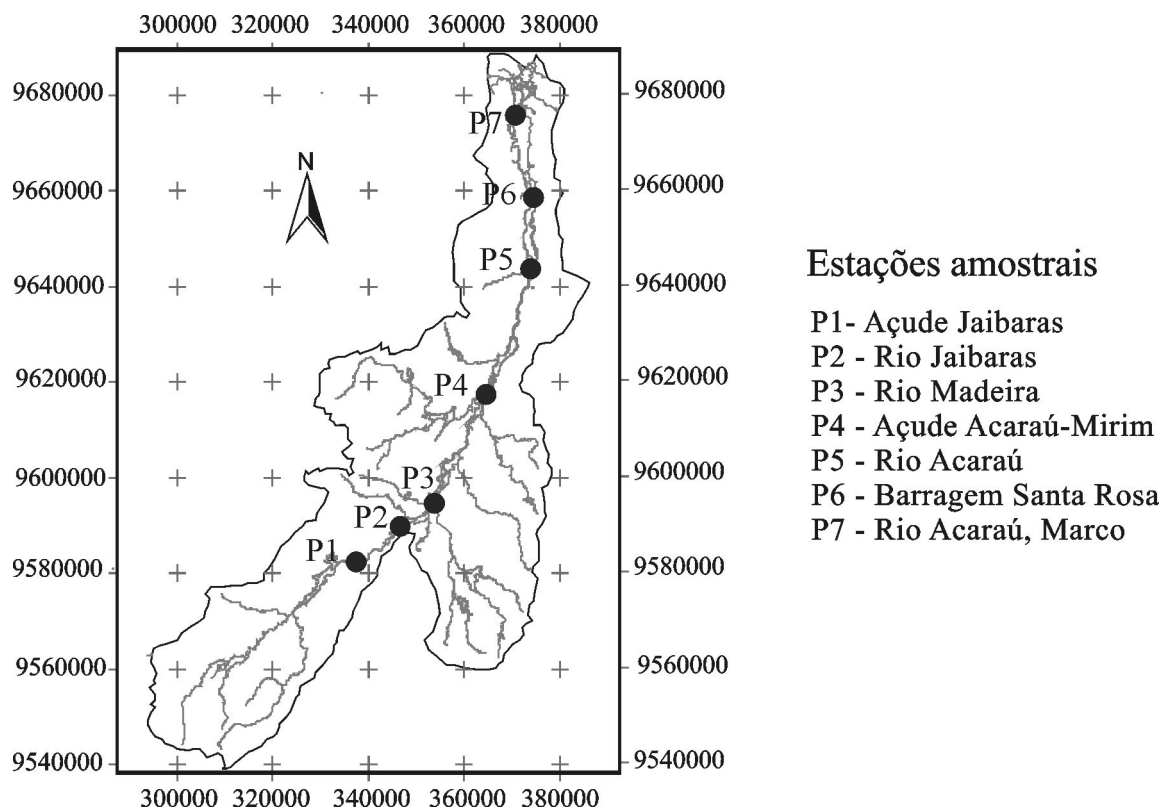 300000 320000 340000 360000 380000
9680000 9680000
P7
N
9660000 P6 9660000
P5
9640000 9640000
Estações amostrais
P1- Açude Jaibaras
P2 - Rio Jaibaras
P3 - Rio Madeira
P4 - Açude Acaraú-Mirim
P5 - Rio Acaraú
P6 - Barragem Santa Rosa
P7 - Rio Acaraú, Marco
9620000 P4 9620000
9600000 P3 9600000
P2
P1
9580000 9580000
9560000 9560000
9540000 9540000
300000 320000 340000 360000 380000